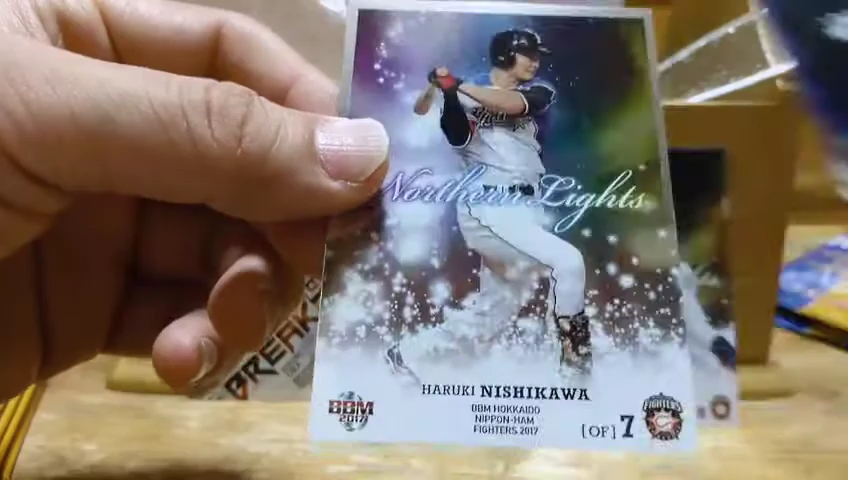 Northern Lights
HARUKI NISHIKAWA
BBM HOKKAIDO
NIPPON-HAM
FIGHTERS 2017
BBM
2017
[OF] 7
FIGHTERS
BREAK